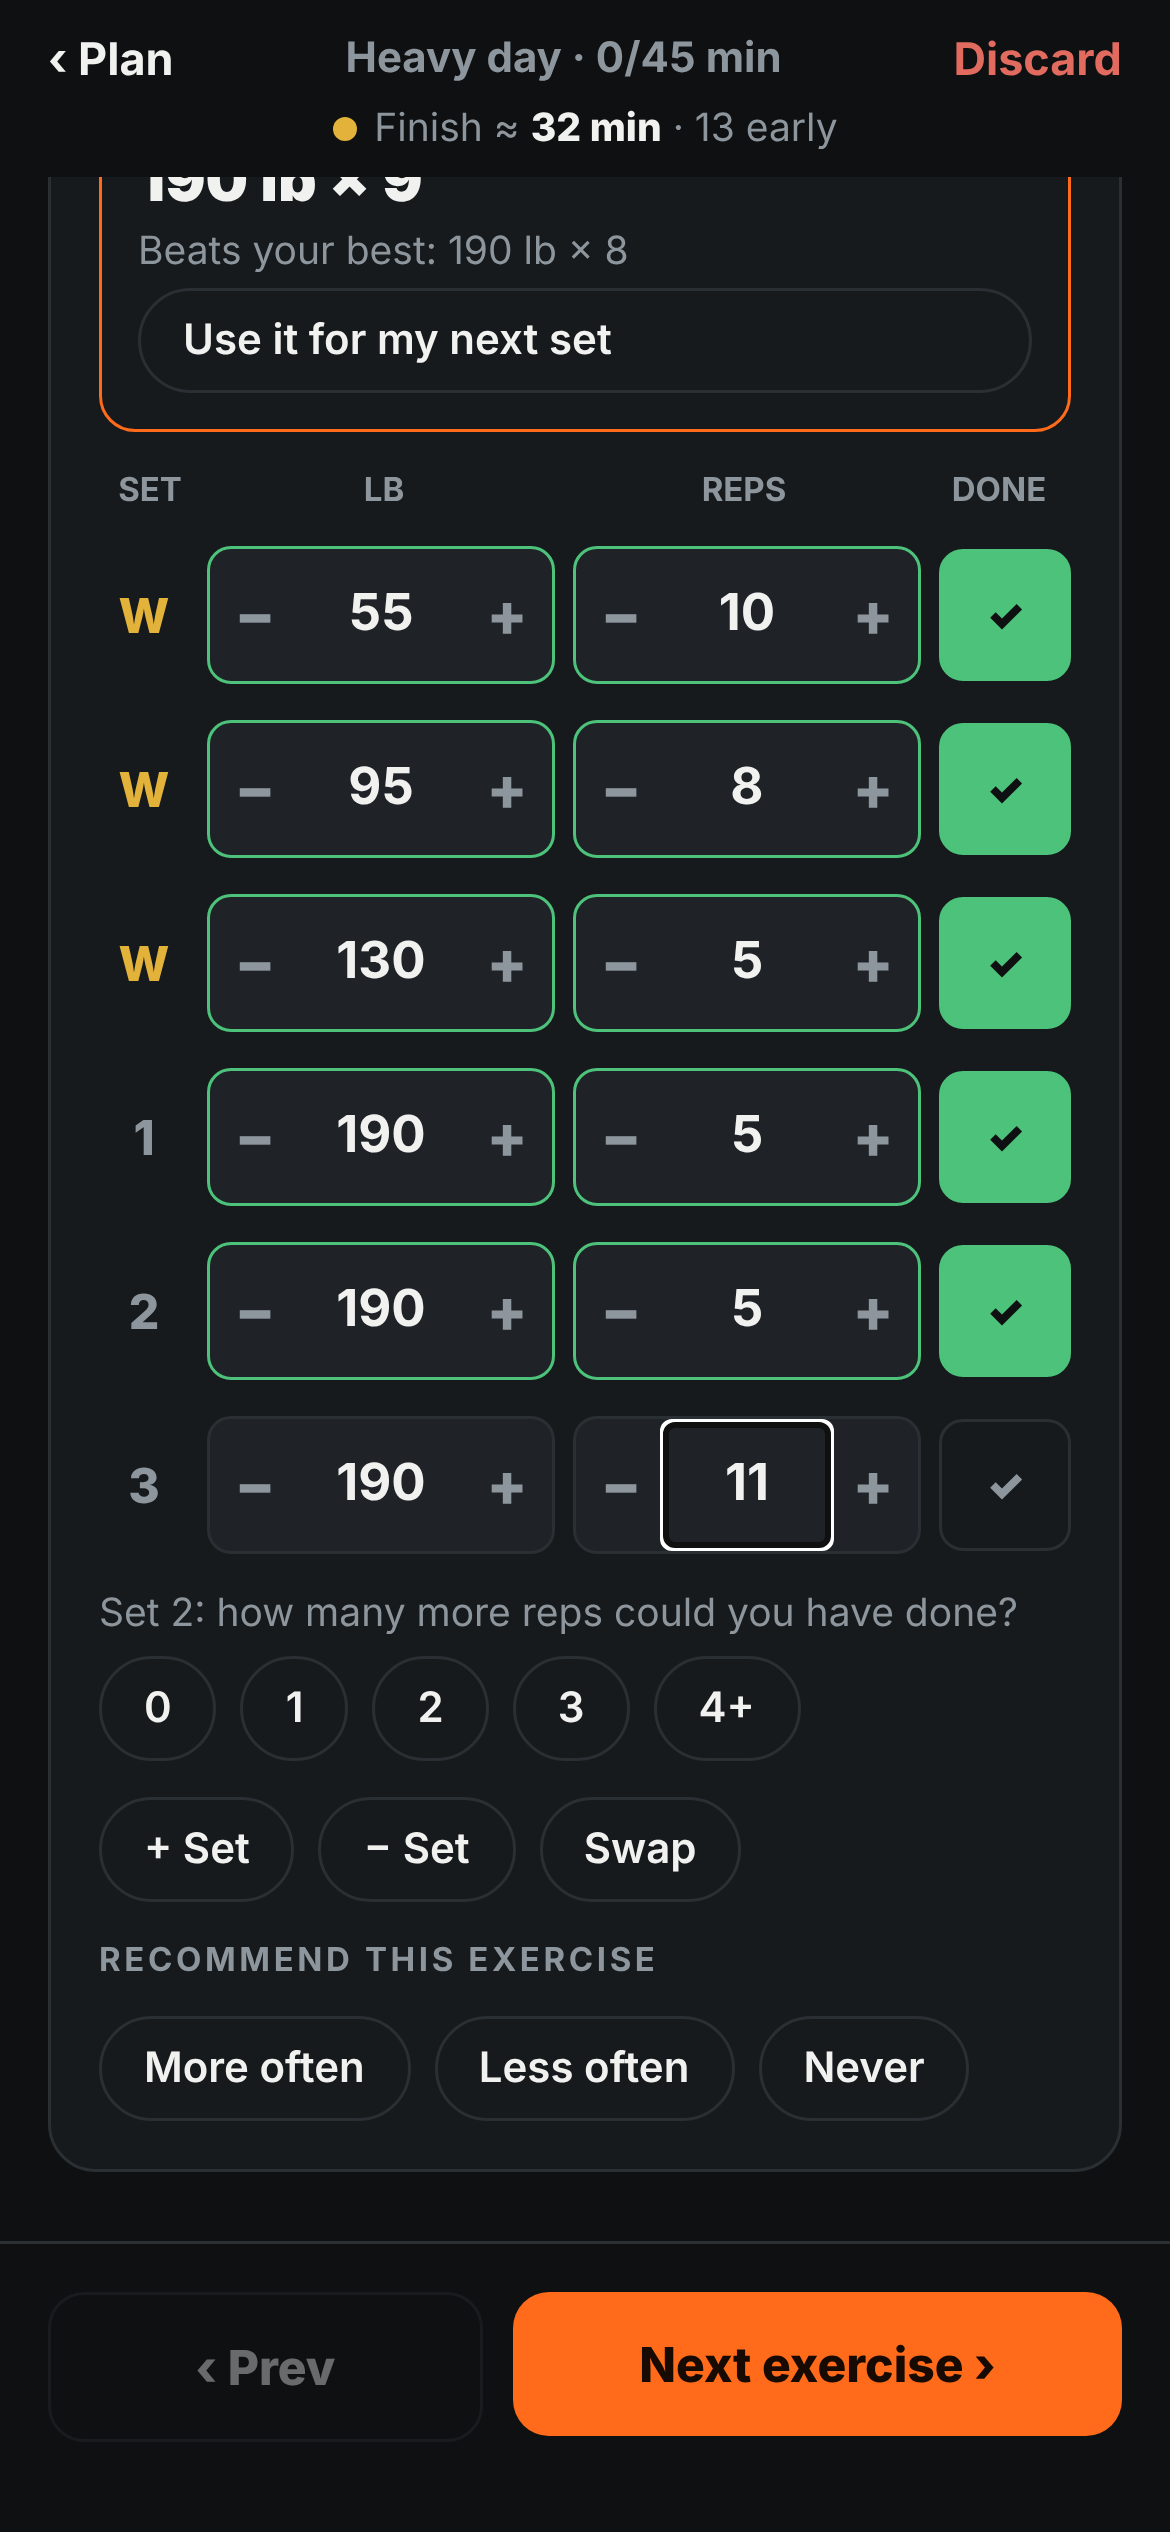 ‹ Plan Heavy day · 0/45 min Discard
Finish ≈ 32 min · 13 early
190 lb × 9
Beats your best: 190 lb × 8
Use it for my next set
SET LB REPS DONE
W − 55 + − 10 + ✓
W − 95 + − 8 + ✓
W − 130 + − 5 + ✓
1 − 190 + − 5 + ✓
2 − 190 + − 5 + ✓
3 − 190 + − 11 + ✓
Set 2: how many more reps could you have done?
0 1 2 3 4+
+ Set − Set Swap
RECOMMEND THIS EXERCISE
More often Less often Never
‹ Prev Next exercise ›